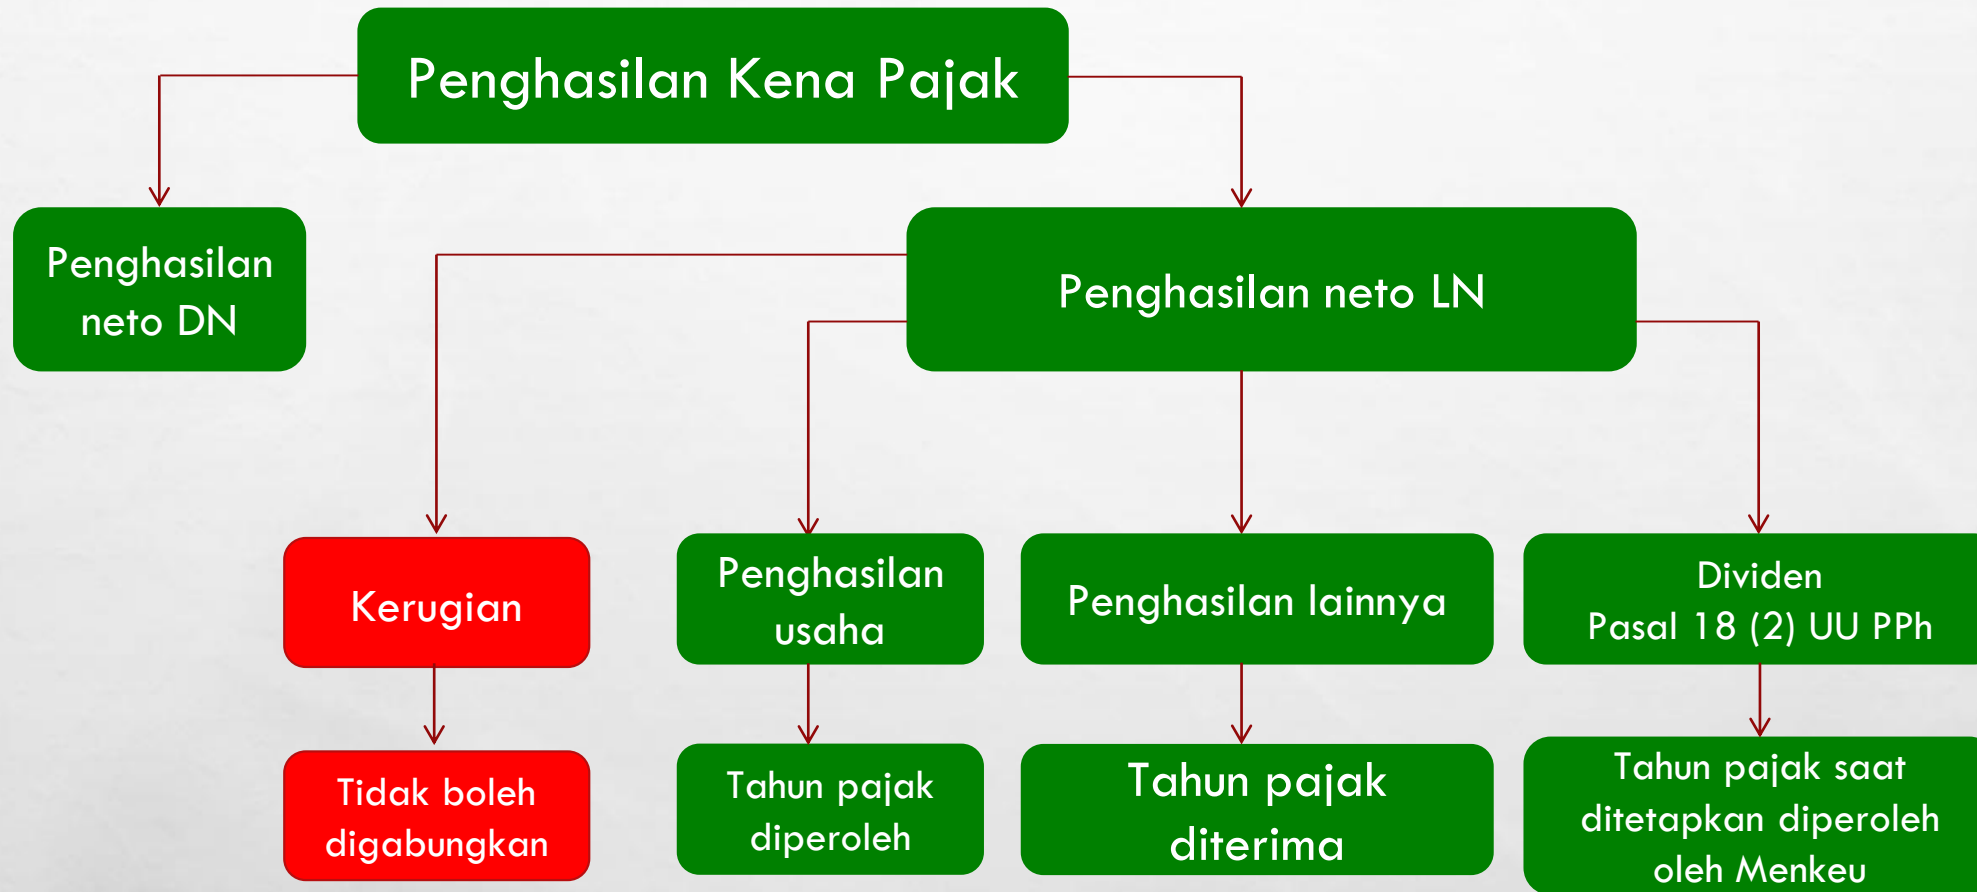 Penghasilan Kena Pajak
Penghasilan
neto DN
Penghasilan neto LN
Kerugian
Penghasilan
usaha
Penghasilan lainnya
Dividen
Pasal 18 (2) UU PPh
Tidak boleh
digabungkan
Tahun pajak
diperoleh
Tahun pajak
diterima
Tahun pajak saat
ditetapkan diperoleh
oleh Menkeu